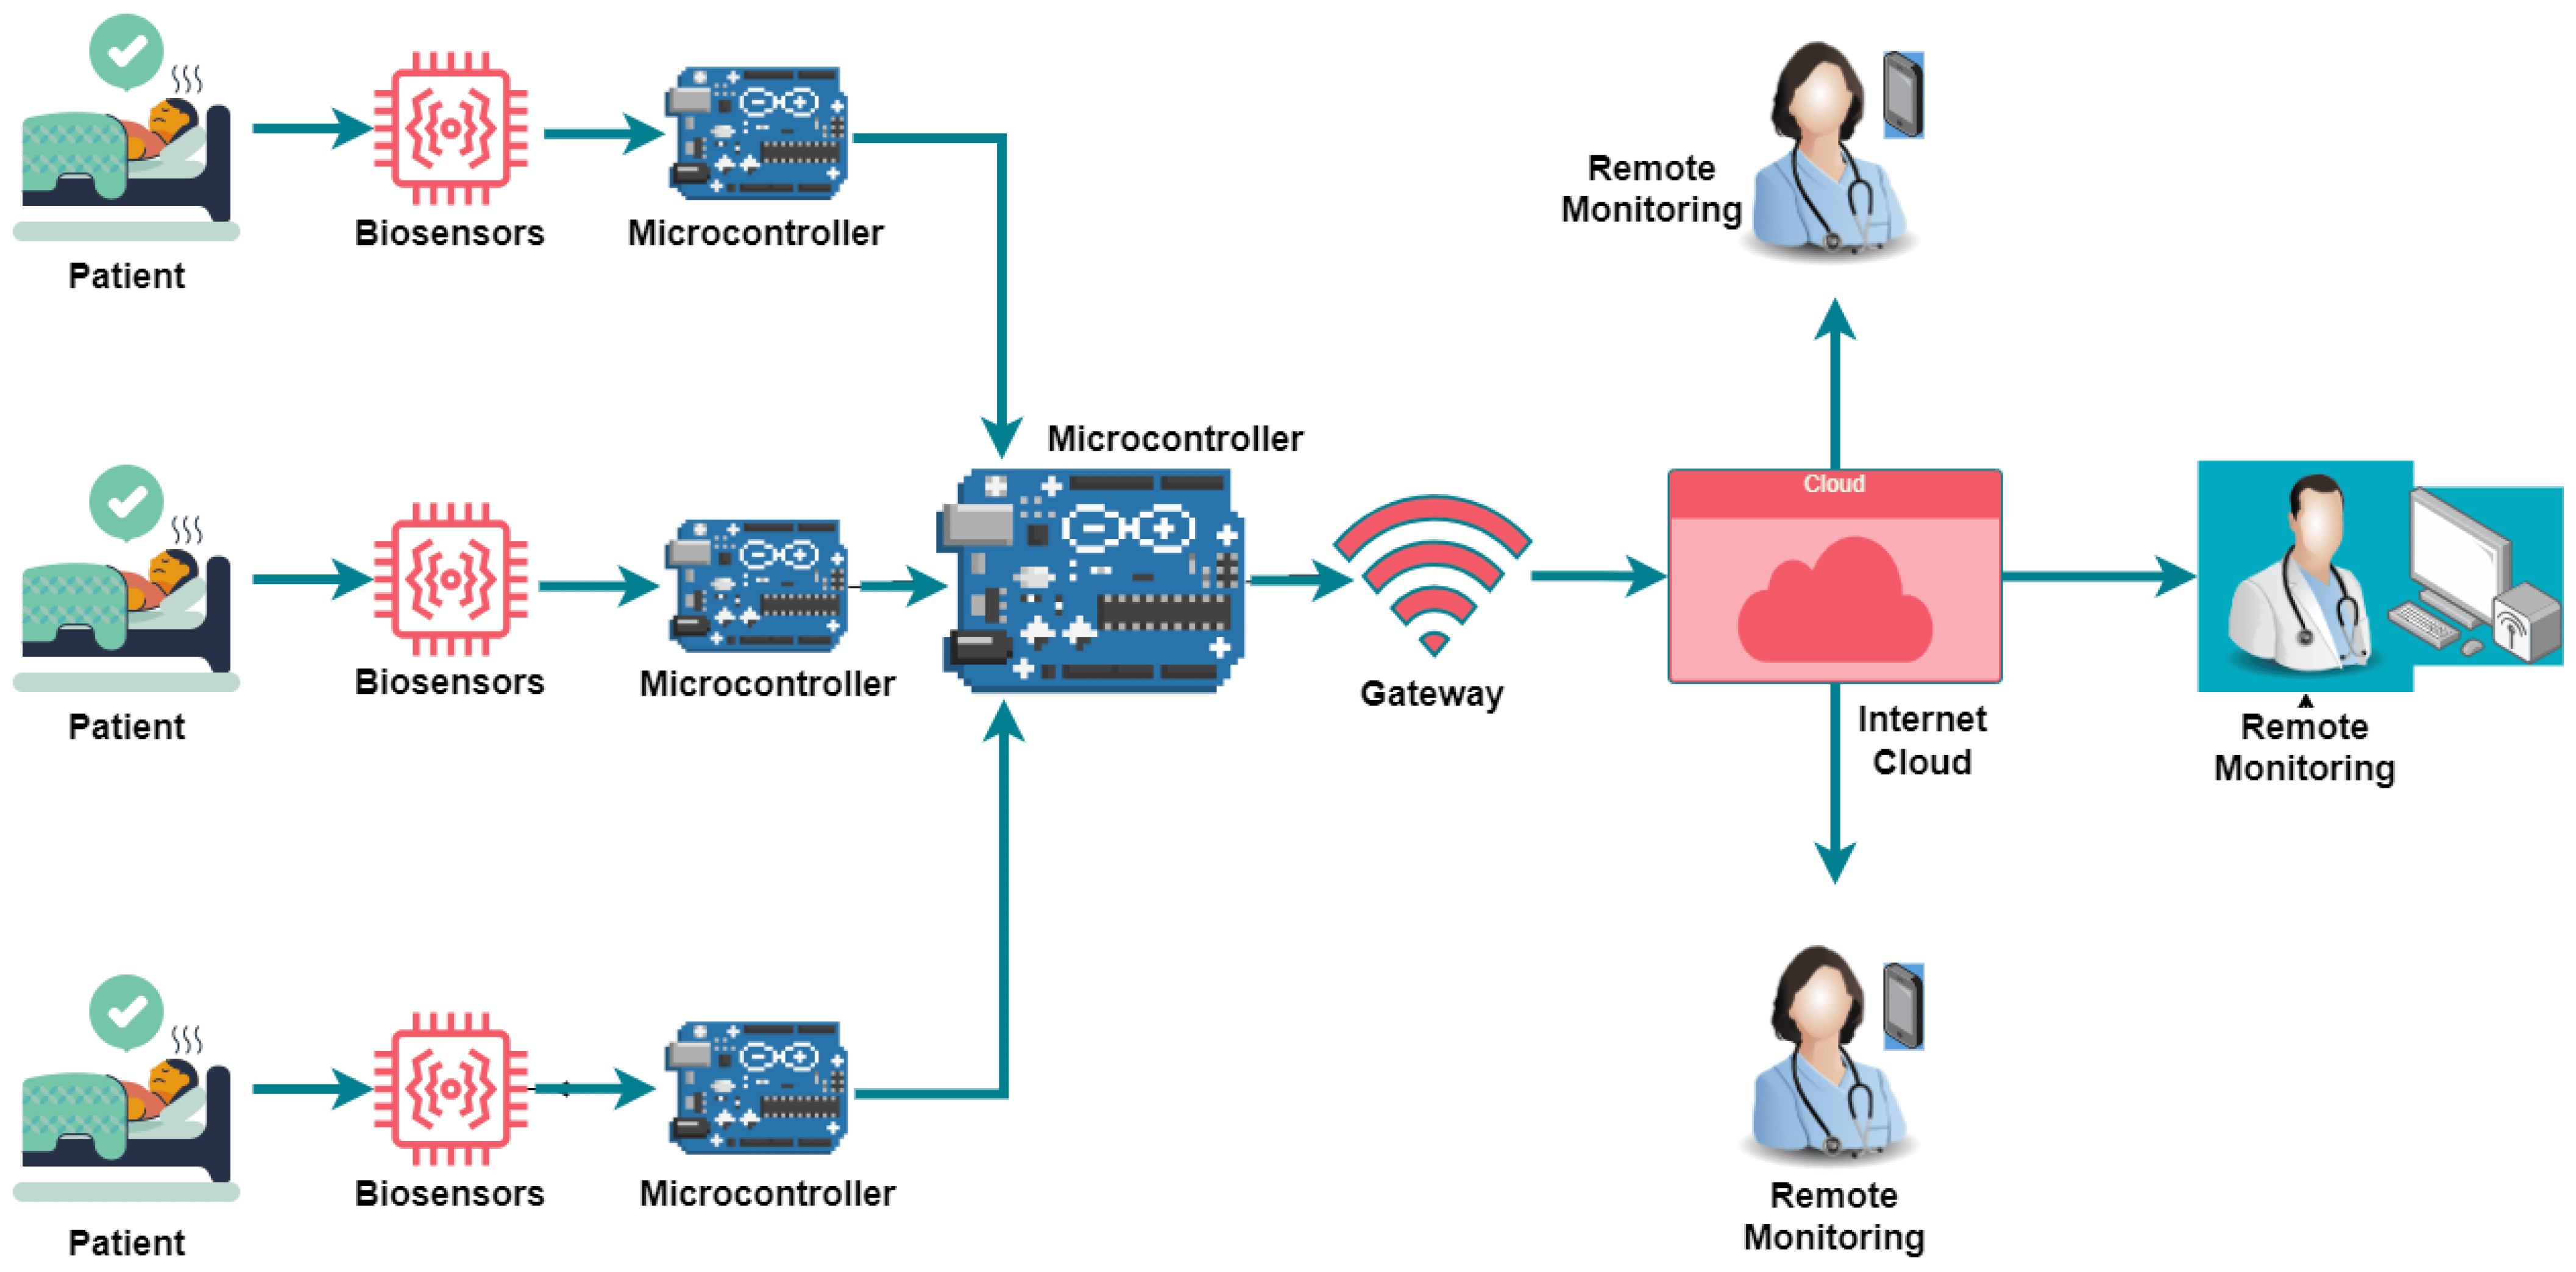 Biosensors
Microcontroller
Patient
Remote
Monitoring
Microcontroller
Cloud
Biosensors
Microcontroller
Gateway
Patient
Internet
Cloud
Remote
Monitoring
Biosensors
Microcontroller
Patient
Remote
Monitoring